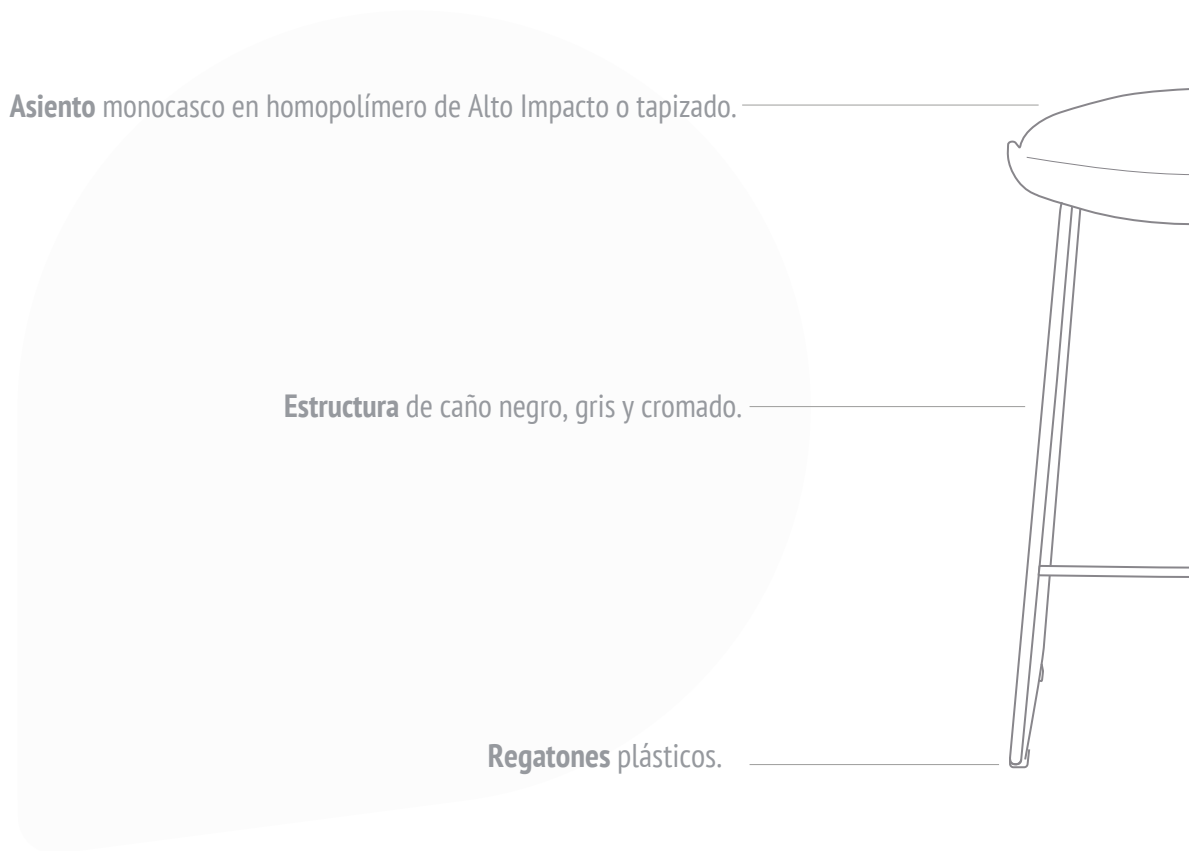 Asiento monocasco en homopolímero de Alto Impacto o tapizado.
Estructura de caño negro, gris y cromado.
Regatones plásticos.